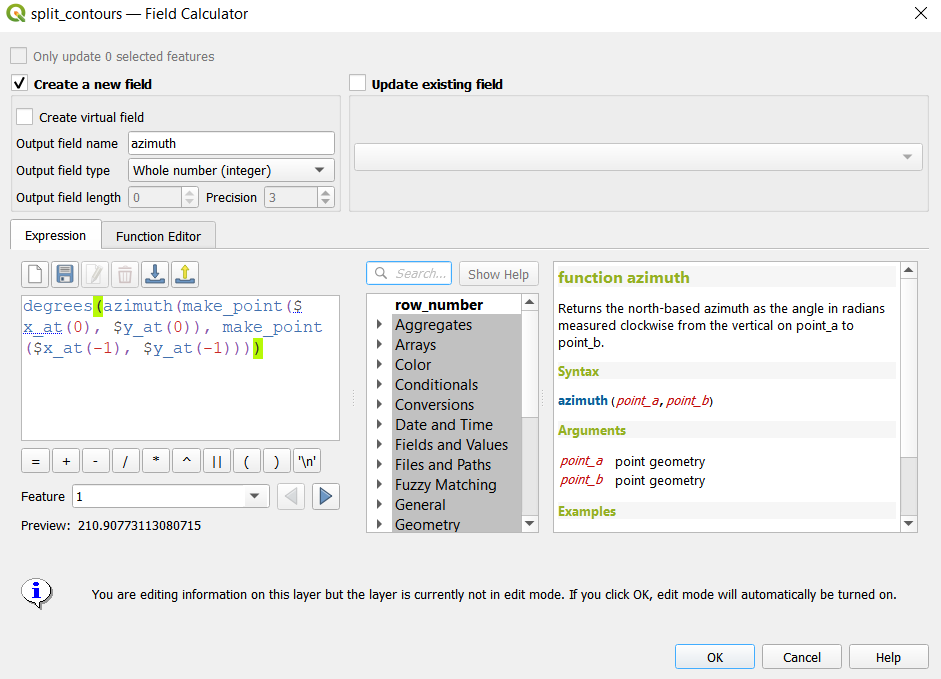 split_contours — Field Calculator
Only update 0 selected features
Create a new field
Update existing field
Create virtual field
Output field name azimuth
Output field type Whole number (integer)
Output field length 0 Precision 3
Expression Function Editor
degrees(azimuth(make_point($
x_at(0), $y_at(0)), make_point
($x_at(-1), $y_at(-1))))
= + - / * ^ || ( ) '\n'
Feature 1
Preview: 210.90773113080715
Search... Show Help
row_number
Aggregates
Arrays
Color
Conditionals
Conversions
Date and Time
Fields and Values
Files and Paths
Fuzzy Matching
General
Geometry
function azimuth
Returns the north-based azimuth as the angle in radians
measured clockwise from the vertical on point_a to
point_b.
Syntax
azimuth(point_a,point_b)
Arguments
point_a point geometry
point_b point geometry
Examples
You are editing information on this layer but the layer is currently not in edit mode. If you click OK, edit mode will automatically be turned on.
OK Cancel Help